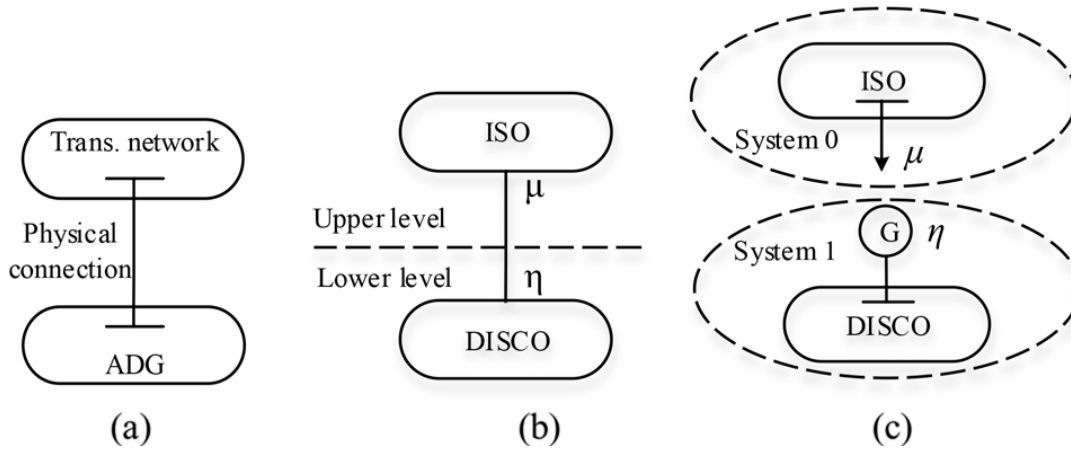 Trans. network
Physical
connection
ADG
(a)
ISO
μ
Upper level
Lower level
η
DISCO
(b)
ISO
System 0
μ
G
η
System 1
DISCO
(c)